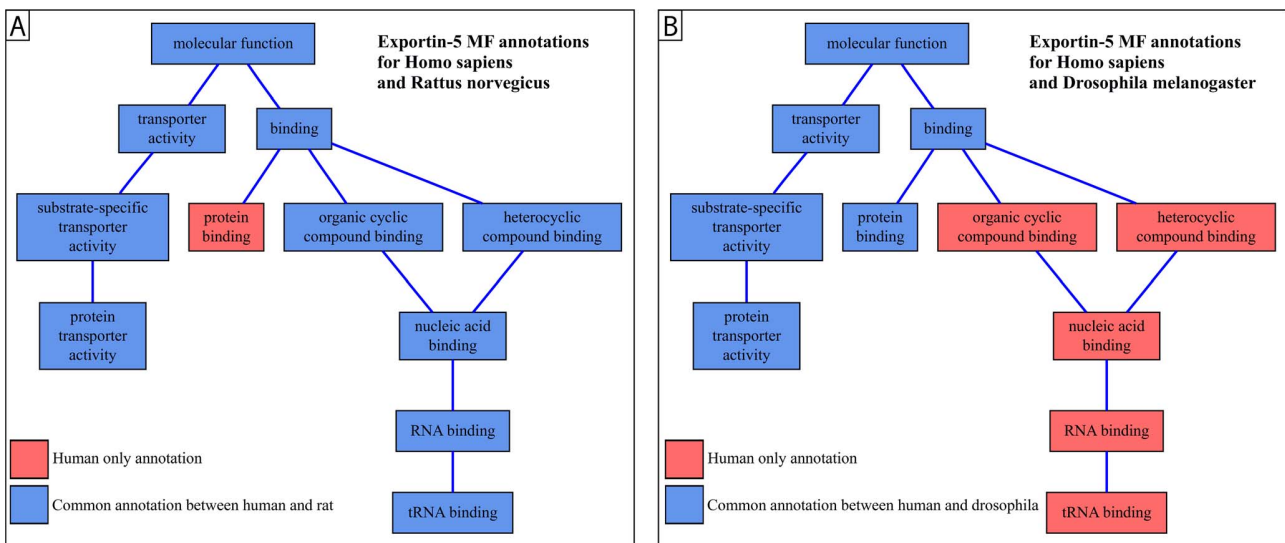 A
Exportin-5 MF annotations
for Homo sapiens
and Rattus norvegicus
molecular function
transporter
activity
binding
substrate-specific
transporter
activity
protein
binding
organic cyclic
compound binding
heterocyclic
compound binding
protein
transporter
activity
nucleic acid
binding
RNA binding
tRNA binding
Human only annotation
Common annotation between human and rat
B
Exportin-5 MF annotations
for Homo sapiens
and Drosophila melanogaster
molecular function
transporter
activity
binding
substrate-specific
transporter
activity
protein
binding
organic cyclic
compound binding
heterocyclic
compound binding
protein
transporter
activity
nucleic acid
binding
RNA binding
tRNA binding
Human only annotation
Common annotation between human and drosophila